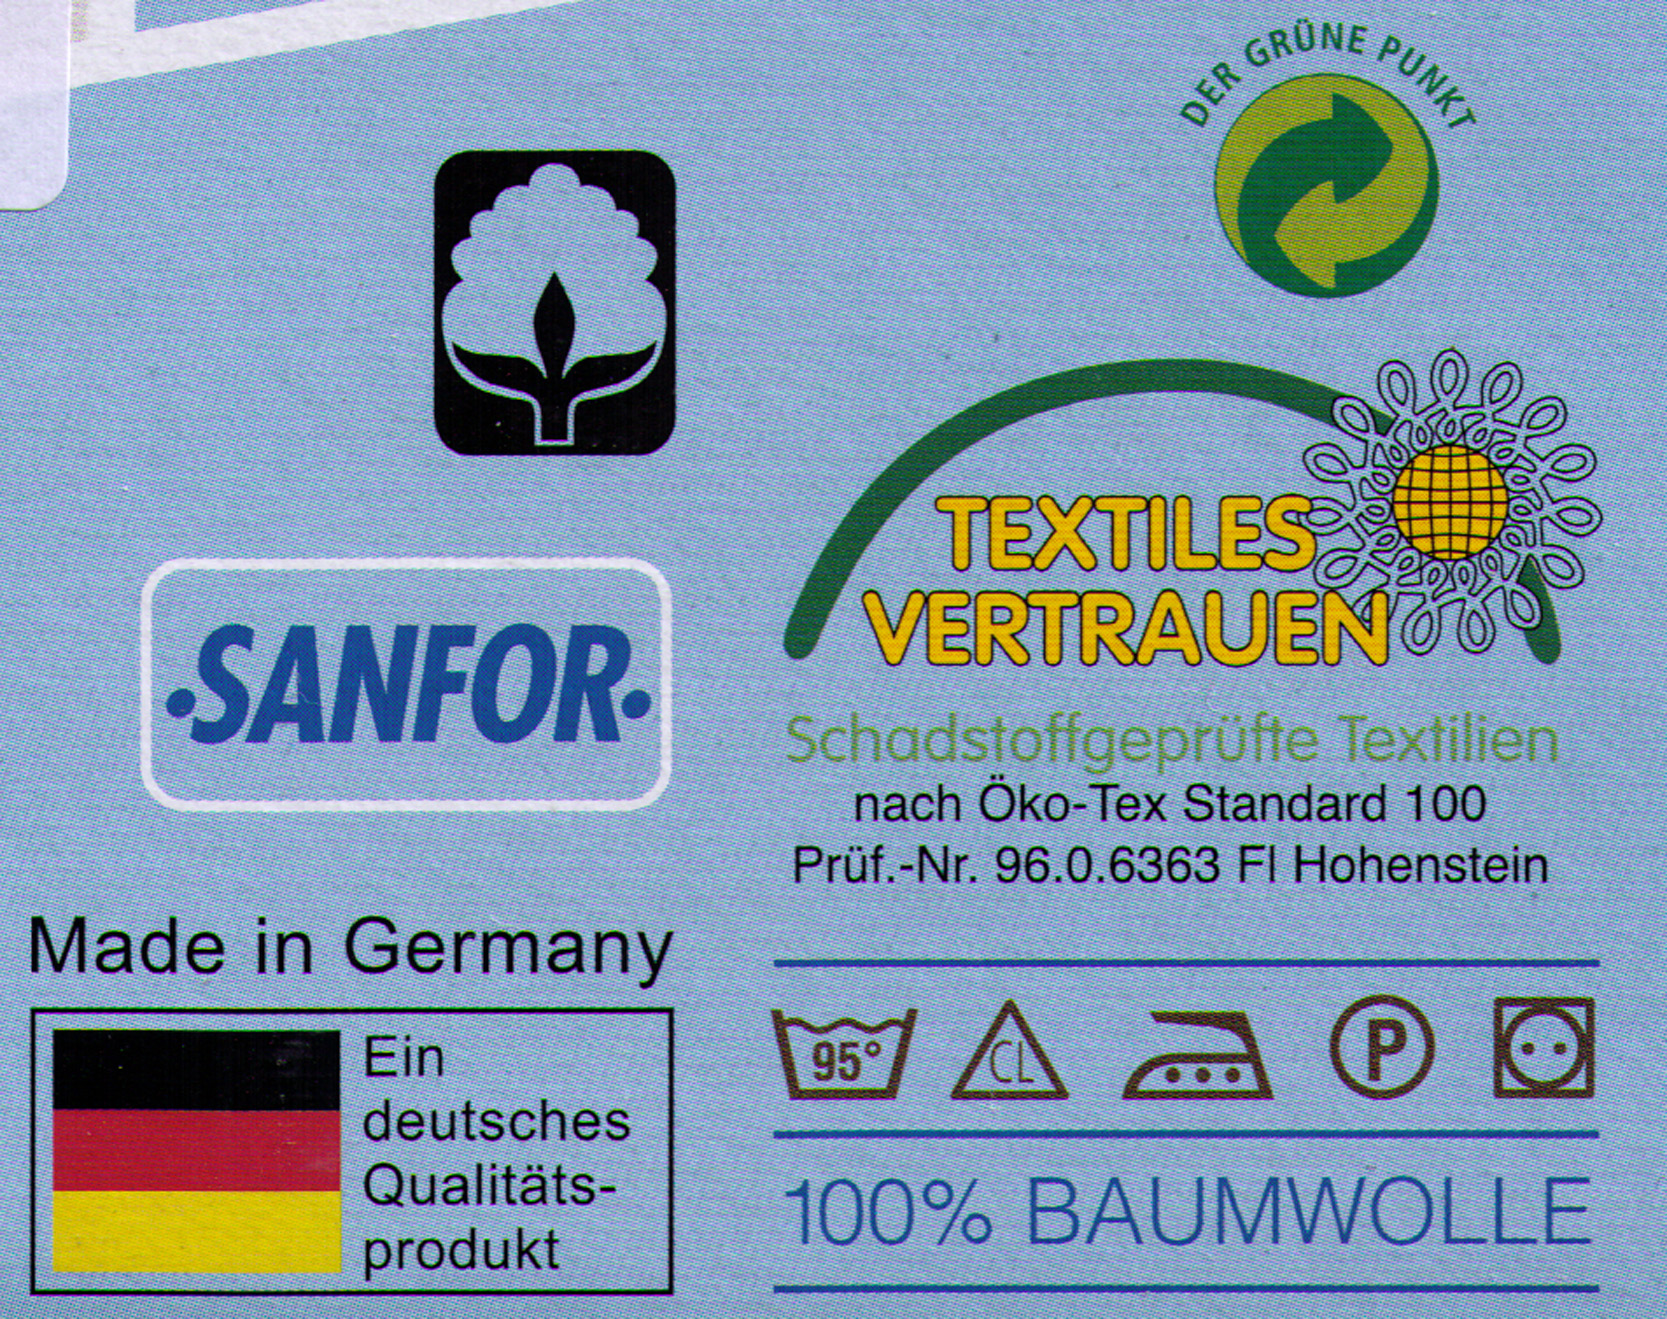 DER GRÜNE PUNKT
TEXTILES
VERTRAUEN
Schadstoffgeprüfte Textilien
nach Öko-Tex Standard 100
Prüf.-Nr. 96.0.6363 FI Hohenstein
·SANFOR·
Made in Germany
Ein
deutsches
Qualitäts-
produkt
95° CL P
100% BAUMWOLLE